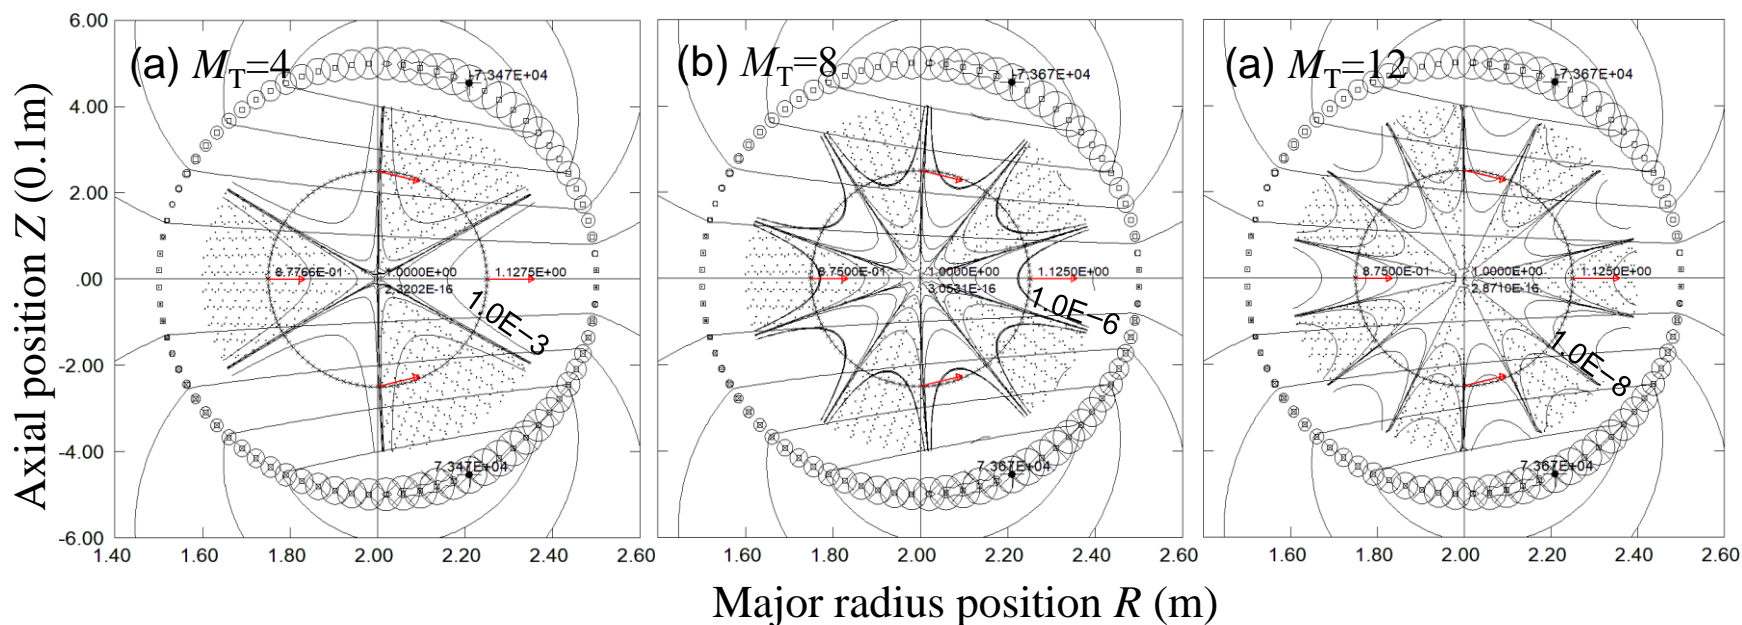 (a) M_T=4
(b) M_T=8
(a) M_T=12
-7.347E+04
-7.367E+04
-7.367E+04
Axial position Z (0.1m)
6.00
4.00
2.00
.00
-2.00
-4.00
-6.00
8.7766E-01
1.0000E+00
1.1275E+00
2.3202E-16
1.0E−3
7.347E+04
8.7500E-01
1.0000E+00
1.1250E+00
3.0531E-16
1.0E−6
7.367E+04
8.7500E-01
1.0000E+00
1.1250E+00
2.8710E-16
1.0E−8
7.367E+04
1.40 1.60 1.80 2.00 2.20 2.40 2.60
1.60 1.80 2.00 2.20 2.40 2.60
1.60 1.80 2.00 2.20 2.40 2.60
Major radius position R (m)